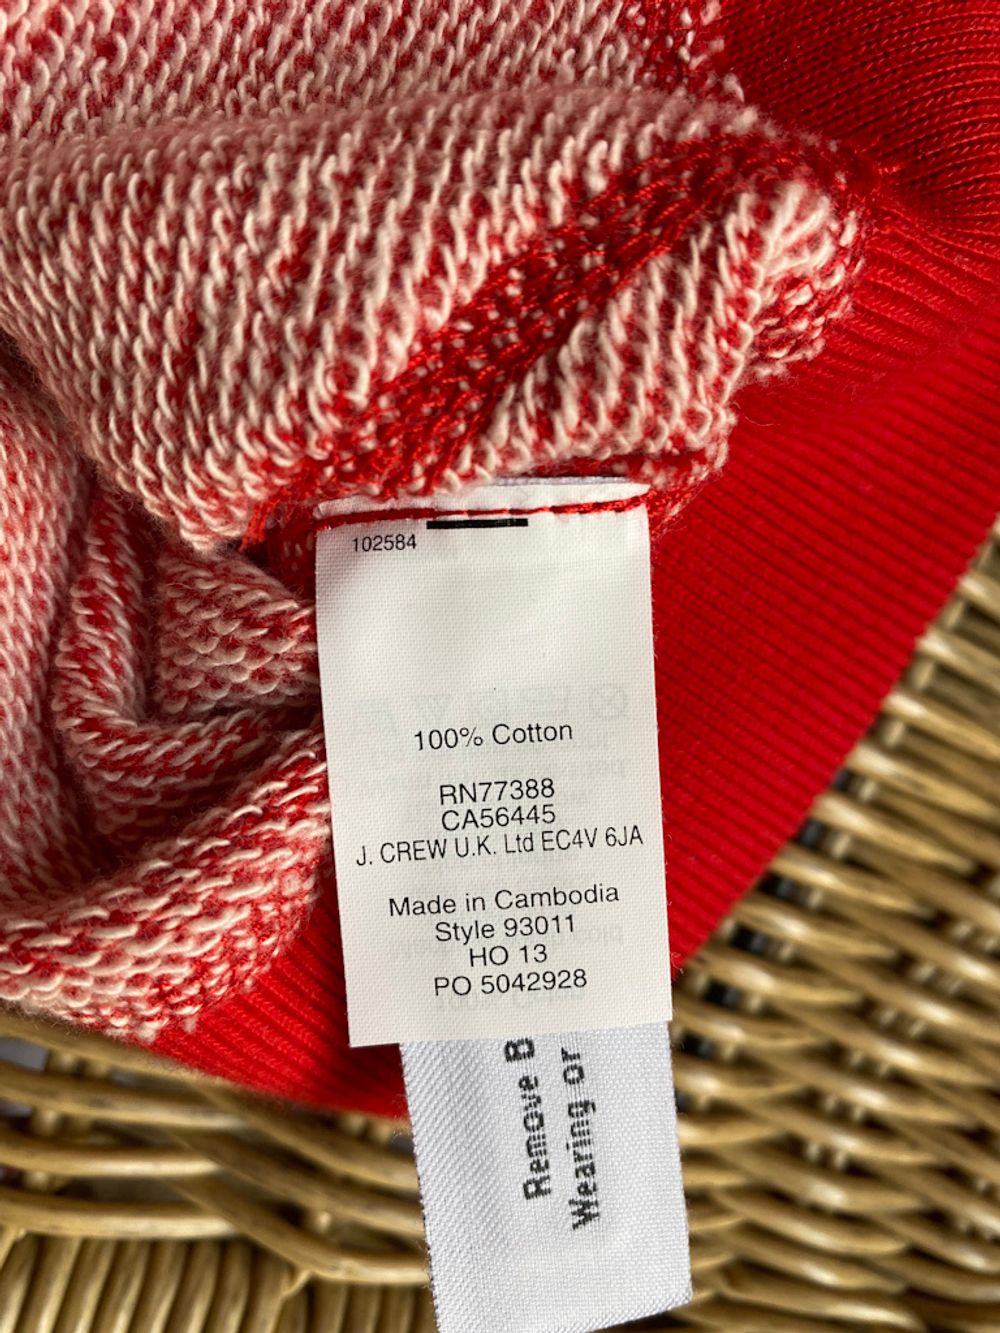 102584
100% Cotton
RN77388
CA56445
J. CREW U.K. Ltd EC4V 6JA
Made in Cambodia
Style 93011
HO 13
PO 5042928
Remove B
Wearing or